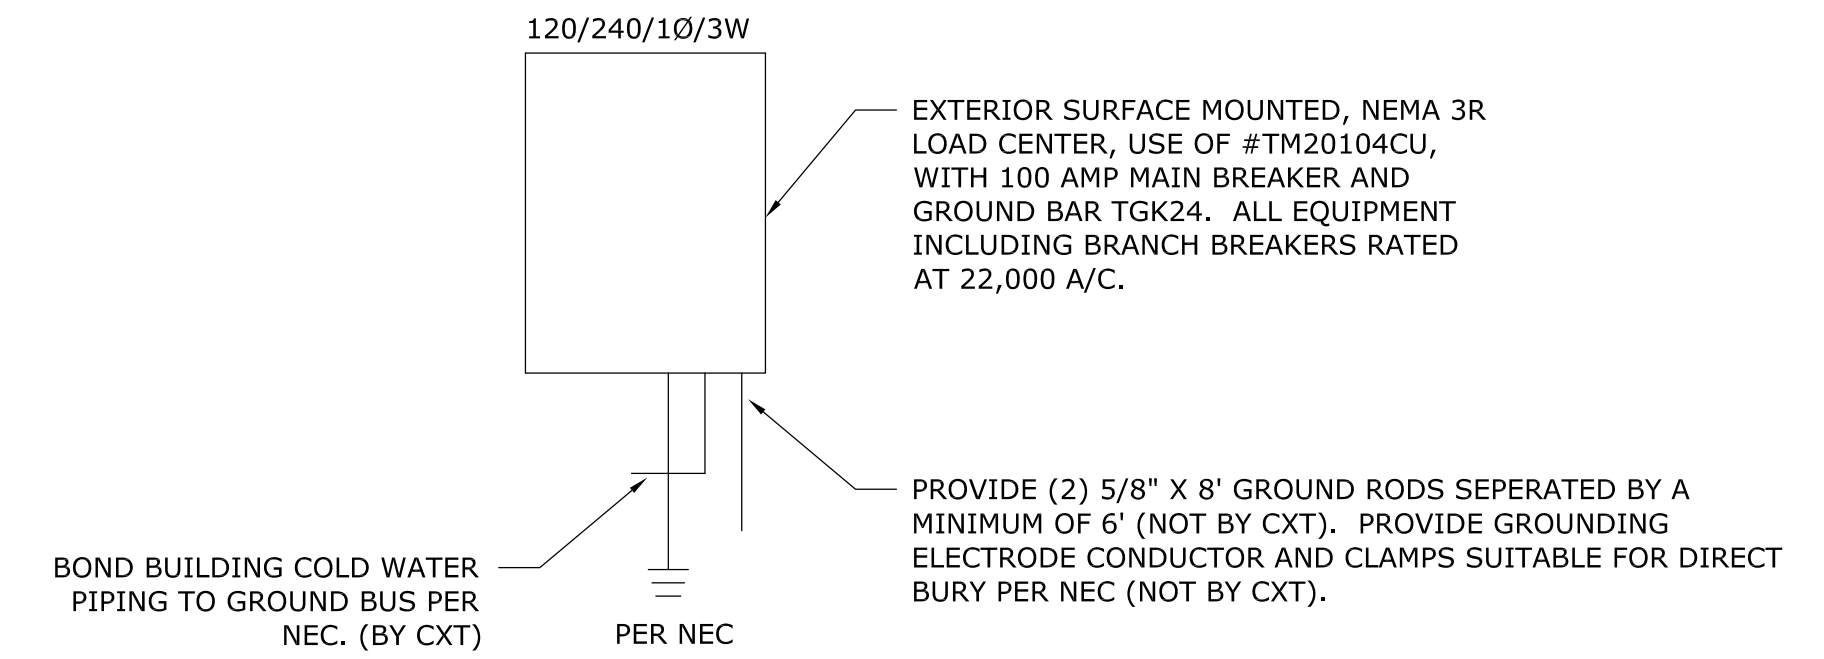 120/240/1Ø/3W
EXTERIOR SURFACE MOUNTED, NEMA 3R
LOAD CENTER, USE OF #TM20104CU,
WITH 100 AMP MAIN BREAKER AND
GROUND BAR TGK24. ALL EQUIPMENT
INCLUDING BRANCH BREAKERS RATED
AT 22,000 A/C.
PROVIDE (2) 5/8" X 8' GROUND RODS SEPERATED BY A
MINIMUM OF 6' (NOT BY CXT). PROVIDE GROUNDING
ELECTRODE CONDUCTOR AND CLAMPS SUITABLE FOR DIRECT
BURY PER NEC (NOT BY CXT).
BOND BUILDING COLD WATER
PIPING TO GROUND BUS PER
NEC. (BY CXT)
PER NEC